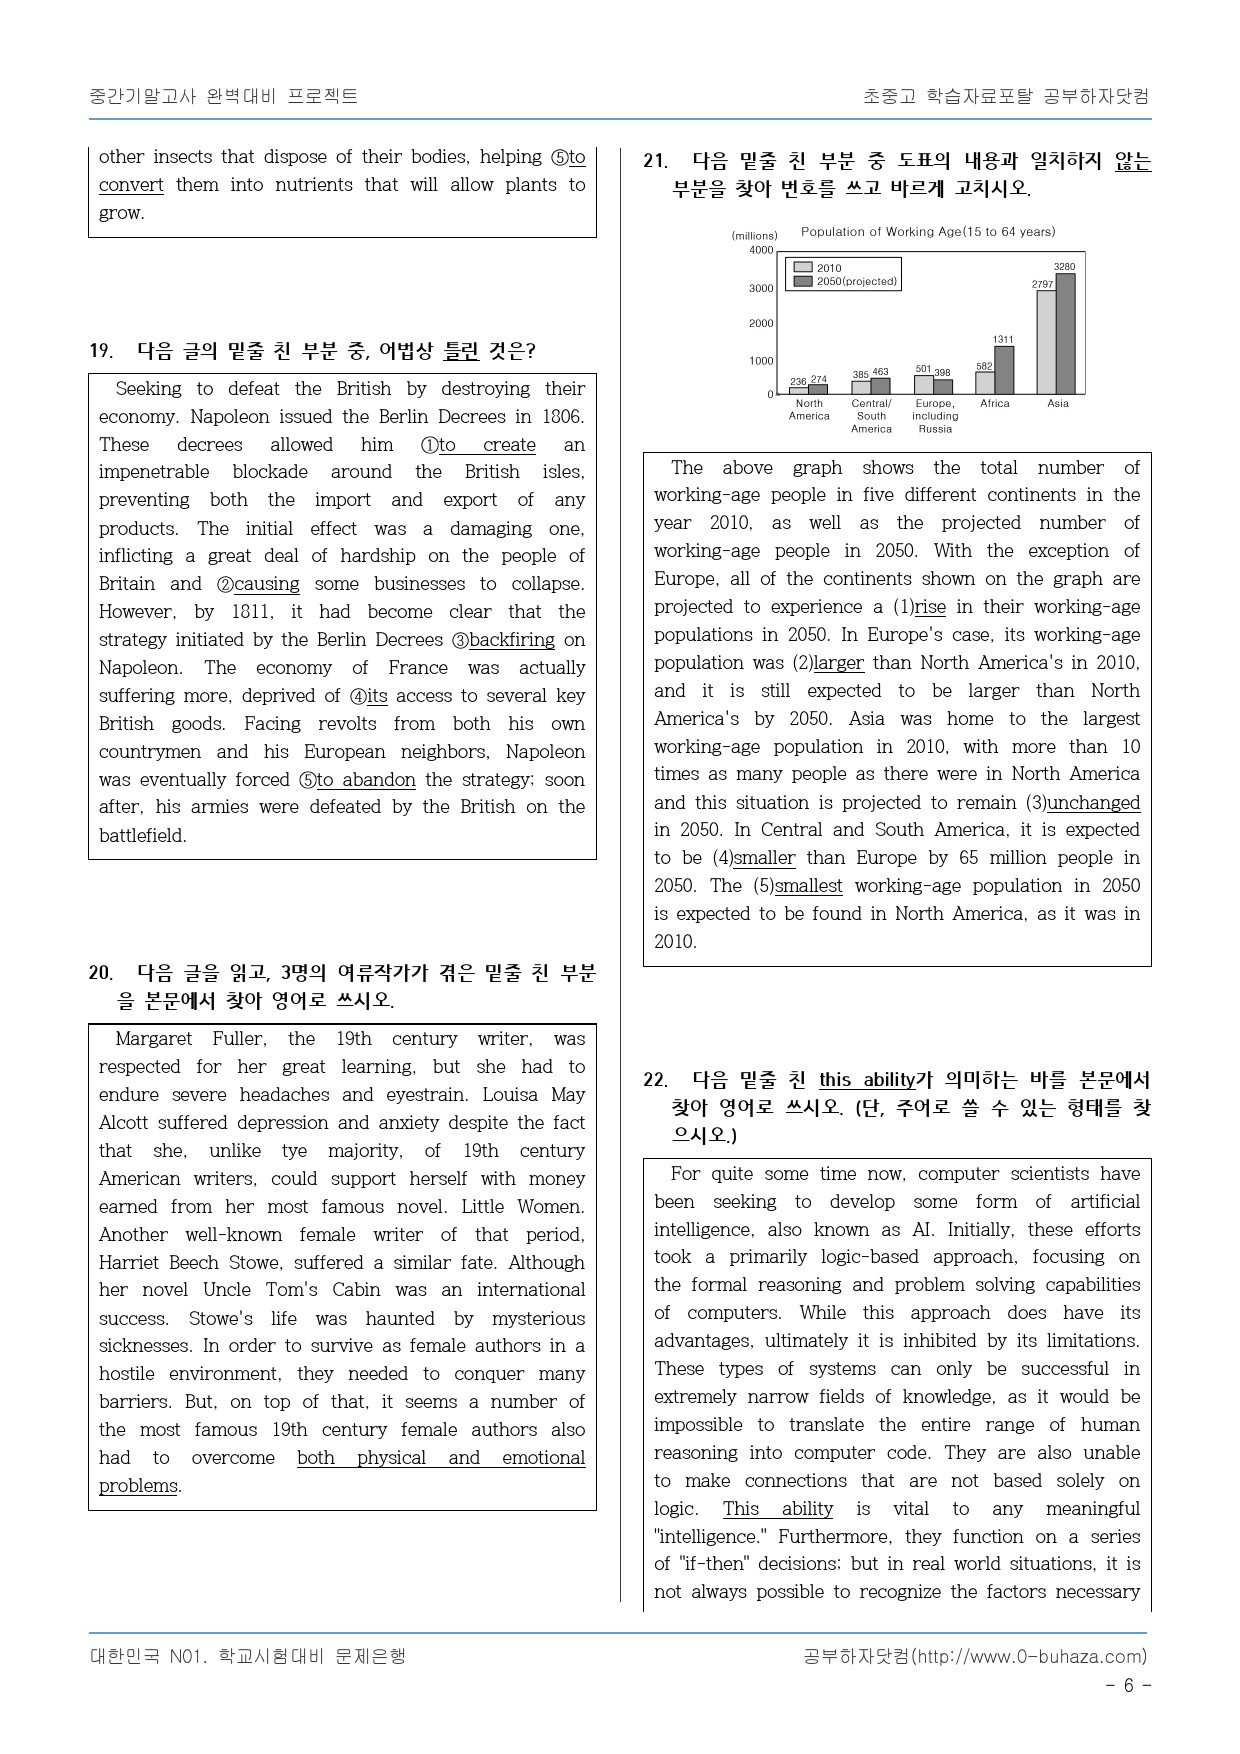 중간기말고사 완벽대비 프로젝트
초중고 학습자료포탈 공부하자닷컴
other insects that dispose of their bodies, helping ⑤to
convert them into nutrients that will allow plants to
grow.
19. 다음 글의 밑줄 친 부분 중, 어법상 틀린 것은?
Seeking to defeat the British by destroying their
economy. Napoleon issued the Berlin Decrees in 1806.
These decrees allowed him ①to create an
impenetrable blockade around the British isles,
preventing both the import and export of any
products. The initial effect was a damaging one,
inflicting a great deal of hardship on the people of
Britain and ②causing some businesses to collapse.
However, by 1811, it had become clear that the
strategy initiated by the Berlin Decrees ③backfiring on
Napoleon. The economy of France was actually
suffering more, deprived of ④its access to several key
British goods. Facing revolts from both his own
countrymen and his European neighbors, Napoleon
was eventually forced ⑤to abandon the strategy; soon
after, his armies were defeated by the British on the
battlefield.
20. 다음 글을 읽고, 3명의 여류작가가 겪은 밑줄 친 부분
을 본문에서 찾아 영어로 쓰시오.
Margaret Fuller, the 19th century writer, was
respected for her great learning, but she had to
endure severe headaches and eyestrain. Louisa May
Alcott suffered depression and anxiety despite the fact
that she, unlike tye majority, of 19th century
American writers, could support herself with money
earned from her most famous novel. Little Women.
Another well-known female writer of that period,
Harriet Beech Stowe, suffered a similar fate. Although
her novel Uncle Tom's Cabin was an international
success. Stowe's life was haunted by mysterious
sicknesses. In order to survive as female authors in a
hostile environment, they needed to conquer many
barriers. But, on top of that, it seems a number of
the most famous 19th century female authors also
had to overcome both physical and emotional
problems.
21. 다음 밑줄 친 부분 중 도표의 내용과 일치하지 않는
부분을 찾아 번호를 쓰고 바르게 고치시오.
(millions) Population of Working Age(15 to 64 years)
4000
3000
2000
1000
0
2010
2050(projected)
236 274 385 463 501 398 582 1311 2797 3280
North America
Central/ South America
Europe, including Russia
Africa
Asia
The above graph shows the total number of
working-age people in five different continents in the
year 2010, as well as the projected number of
working-age people in 2050. With the exception of
Europe, all of the continents shown on the graph are
projected to experience a (1)rise in their working-age
populations in 2050. In Europe's case, its working-age
population was (2)larger than North America's in 2010,
and it is still expected to be larger than North
America's by 2050. Asia was home to the largest
working-age population in 2010, with more than 10
times as many people as there were in North America
and this situation is projected to remain (3)unchanged
in 2050. In Central and South America, it is expected
to be (4)smaller than Europe by 65 million people in
2050. The (5)smallest working-age population in 2050
is expected to be found in North America, as it was in
2010.
22. 다음 밑줄 친 this ability가 의미하는 바를 본문에서
찾아 영어로 쓰시오. (단, 주어로 쓸 수 있는 형태를 찾
으시오.)
For quite some time now, computer scientists have
been seeking to develop some form of artificial
intelligence, also known as AI. Initially, these efforts
took a primarily logic-based approach, focusing on
the formal reasoning and problem solving capabilities
of computers. While this approach does have its
advantages, ultimately it is inhibited by its limitations.
These types of systems can only be successful in
extremely narrow fields of knowledge, as it would be
impossible to translate the entire range of human
reasoning into computer code. They are also unable
to make connections that are not based solely on
logic. This ability is vital to any meaningful
"intelligence." Furthermore, they function on a series
of "if-then" decisions; but in real world situations, it is
not always possible to recognize the factors necessary
대한민국 N01. 학교시험대비 문제은행
공부하자닷컴(http://www.0-buhaza.com)
- 6 -